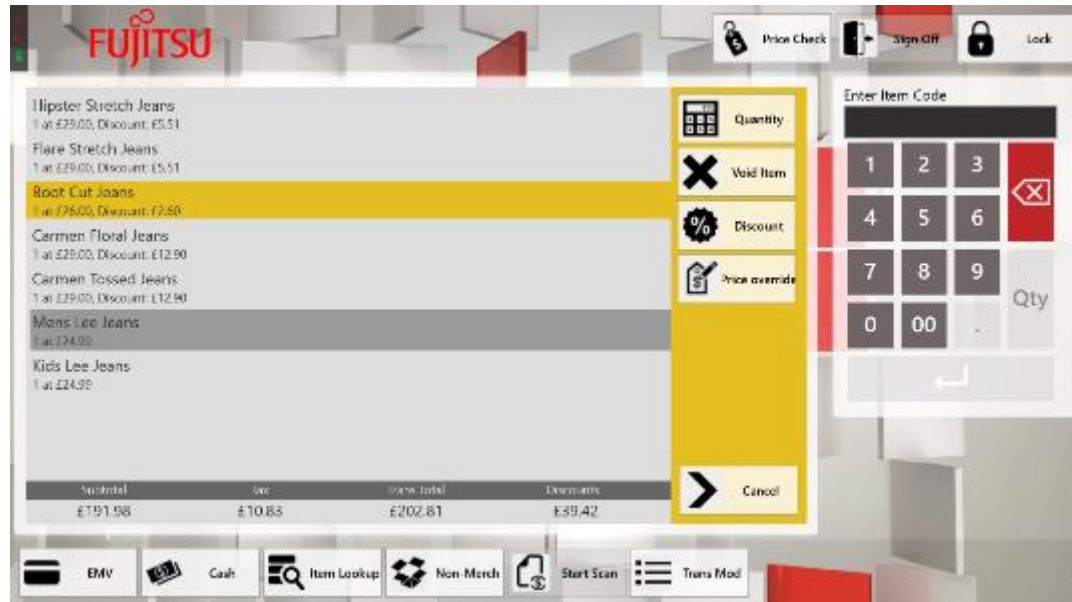 FUJITSU
Price Check
Sign Off
Lock
Hipster Stretch Jeans
1 at £29.00, Discount: £5.51
Flare Stretch Jeans
1 at £29.00, Discount: £5.51
Boot Cut Jeans
1 at £26.00, Discount: £2.60
Carmen Floral Jeans
1 at £29.00, Discount: £12.90
Carmen Tossed Jeans
1 at £29.00, Discount: £12.90
Mens Lee Jeans
1 at £24.99
Kids Lee Jeans
1 at £24.99
Subtotal Tax Trans Total Discounts
£191.98 £10.83 £202.81 £39.42
Quantity
Void Item
Discount
Price override
Cancel
Enter Item Code
1 2 3
4 5 6
7 8 9
Qty
0 00 .
EMV
Cash
Item Lookup
Non-Merch
Start Scan
Trans Mod